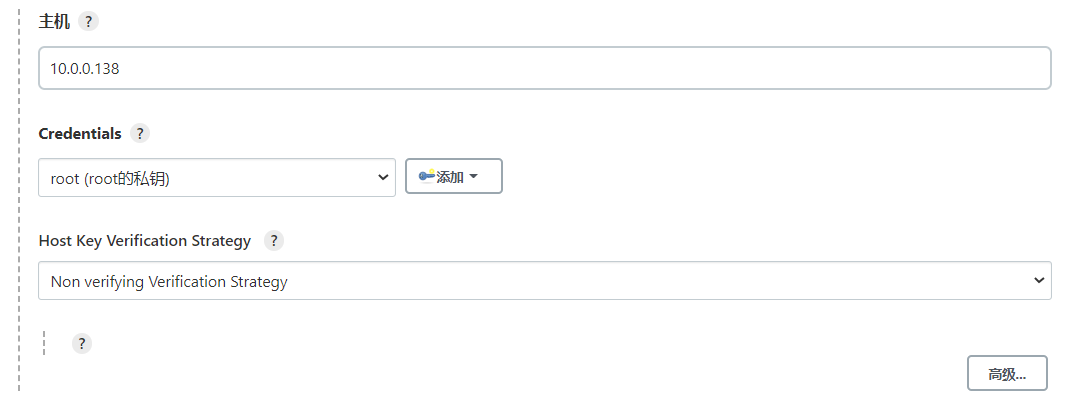 主机 ?
10.0.0.138
Credentials ?
root (root的私钥) 添加
Host Key Verification Strategy ?
Non verifying Verification Strategy
?
高级...